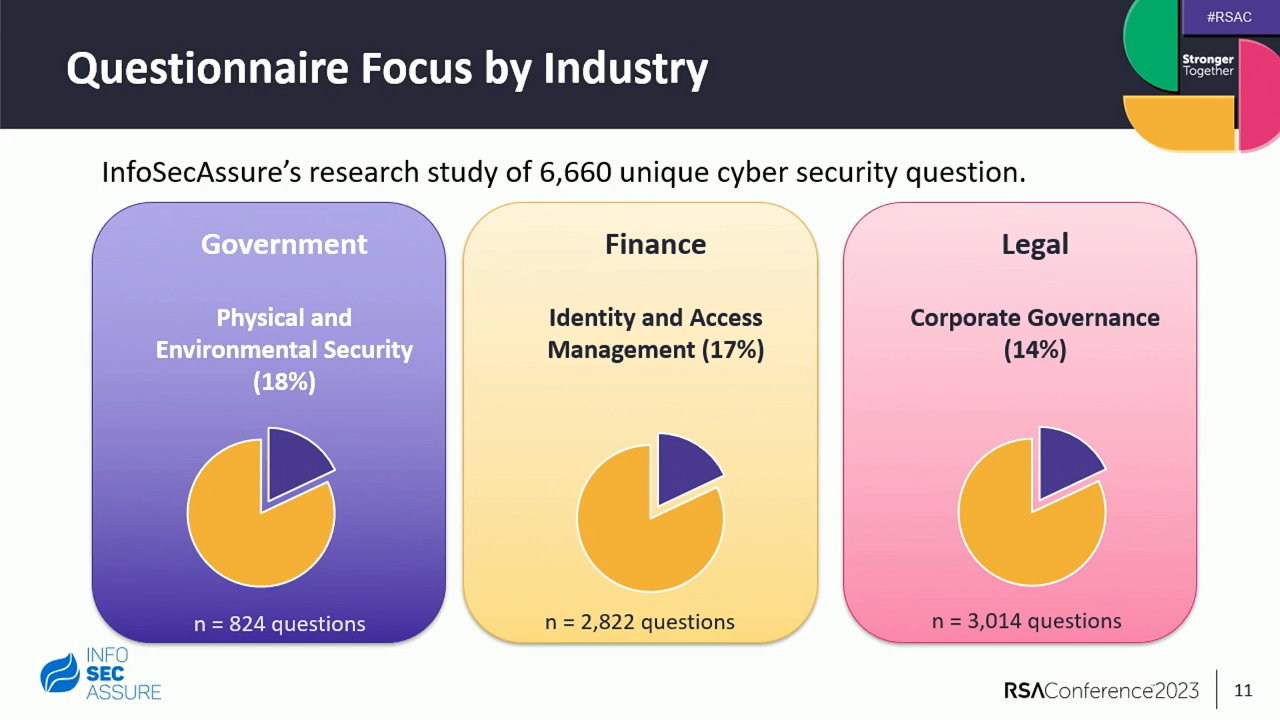 #RSAC
Stronger
Together
Questionnaire Focus by Industry
InfoSecAssure’s research study of 6,660 unique cyber security question.
Government
Physical and
Environmental Security
(18%)
n = 824 questions
Finance
Identity and Access
Management (17%)
n = 2,822 questions
Legal
Corporate Governance
(14%)
n = 3,014 questions
INFO
SEC
ASSURE
RSAConference™2023
11